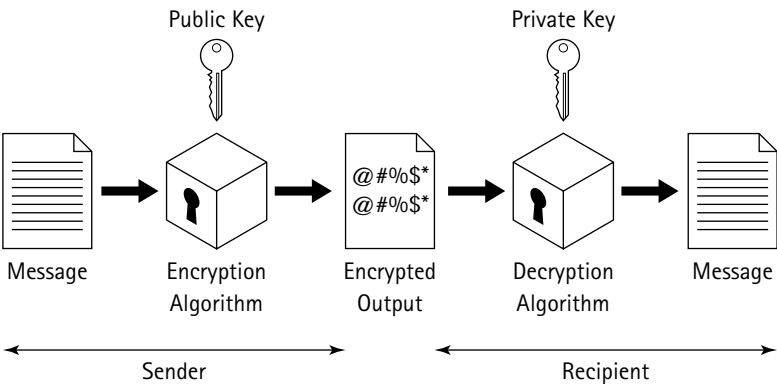 Public Key
Private Key
@#%$*
@#%$*
Message
Encryption
Algorithm
Encrypted
Output
Decryption
Algorithm
Message
Sender
Recipient